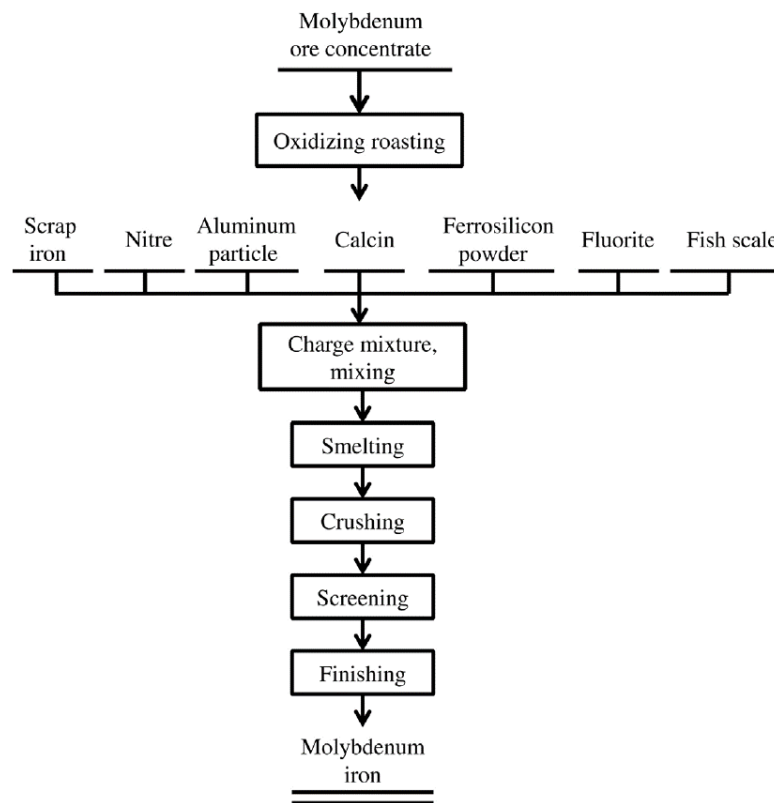 Molybdenum
ore concentrate
Oxidizing roasting
Scrap
iron
Nitre
Aluminum
particle
Calcin
Ferrosilicon
powder
Fluorite
Fish scale
Charge mixture,
mixing
Smelting
Crushing
Screening
Finishing
Molybdenum
iron